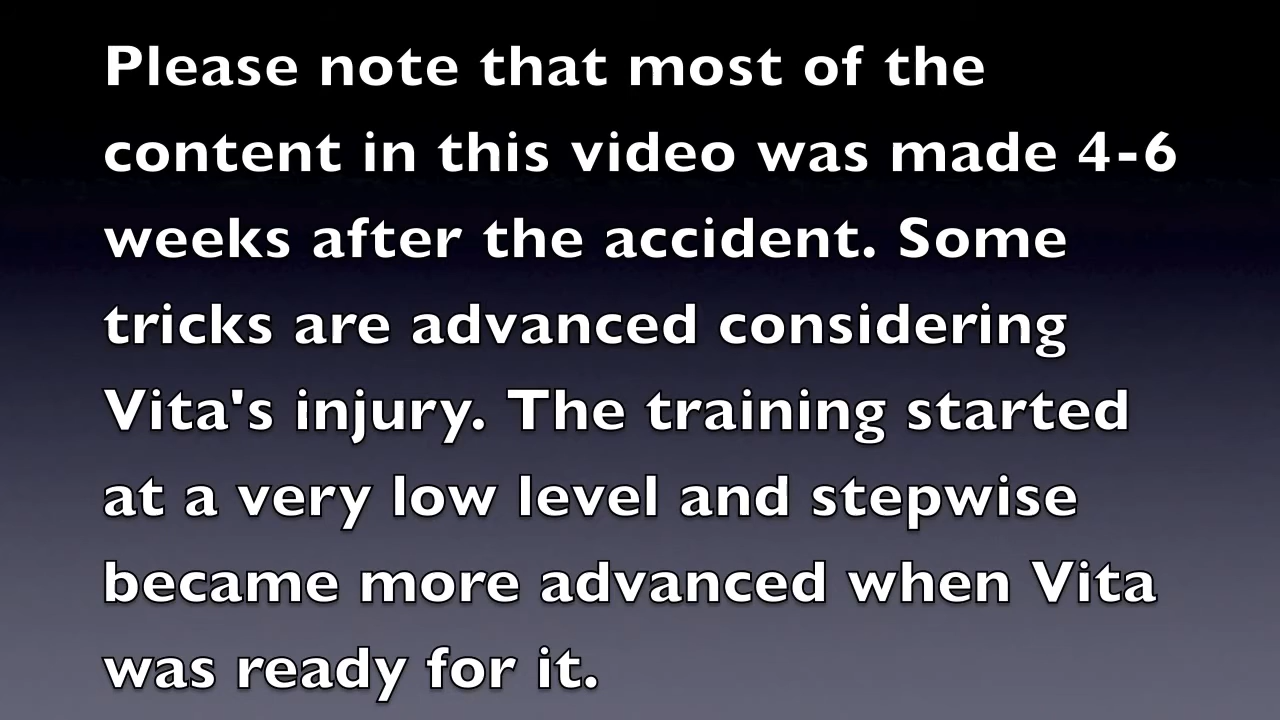 Please note that most of the
content in this video was made 4-6
weeks after the accident. Some
tricks are advanced considering
Vita's injury. The training started
at a very low level and stepwise
became more advanced when Vita
was ready for it.